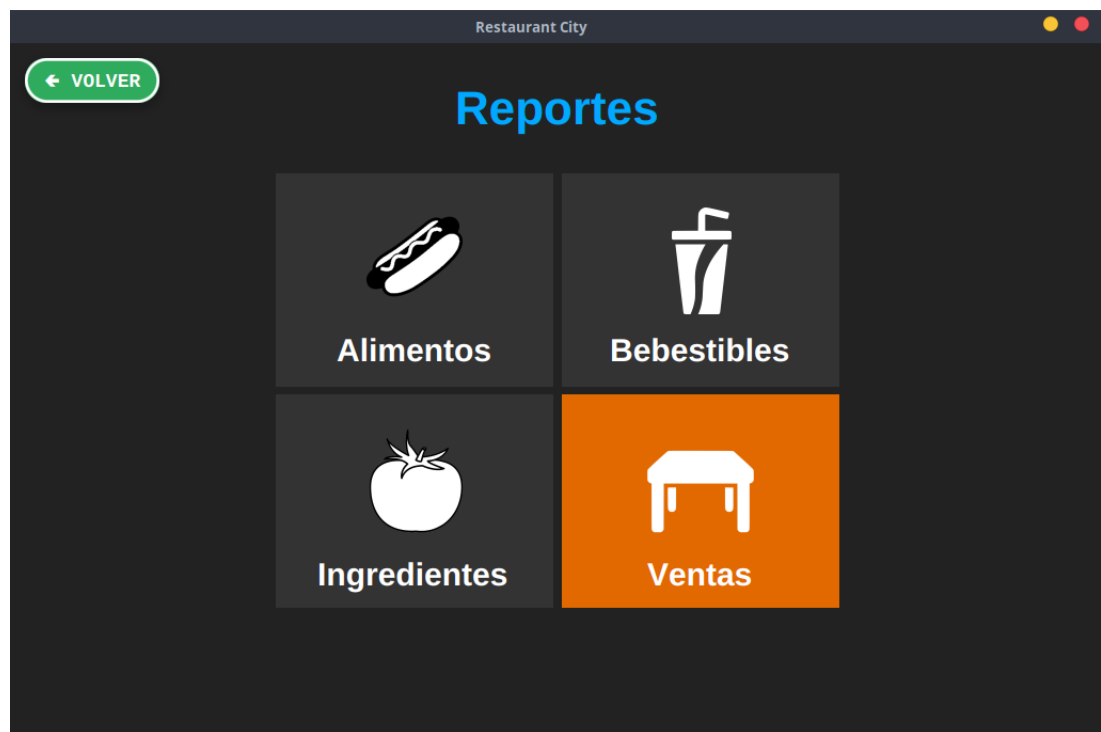 Restaurant City
VOLVER
Reportes
Alimentos
Bebestibles
Ingredientes
Ventas